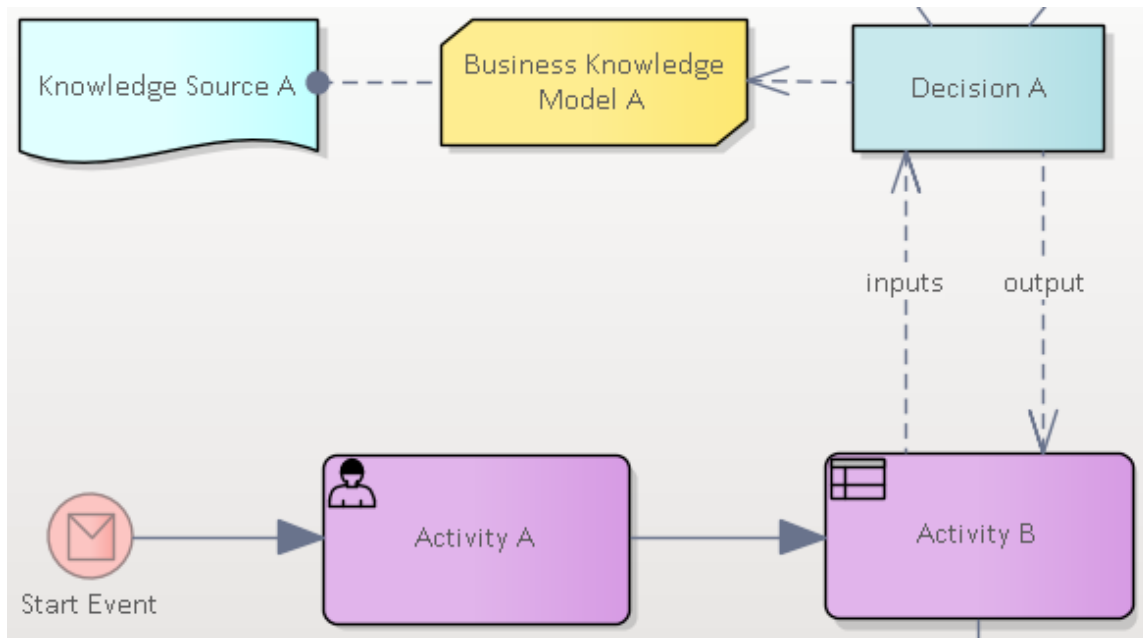 Knowledge Source A
Business Knowledge
Model A
Decision A
inputs
output
Activity A
Activity B
Start Event